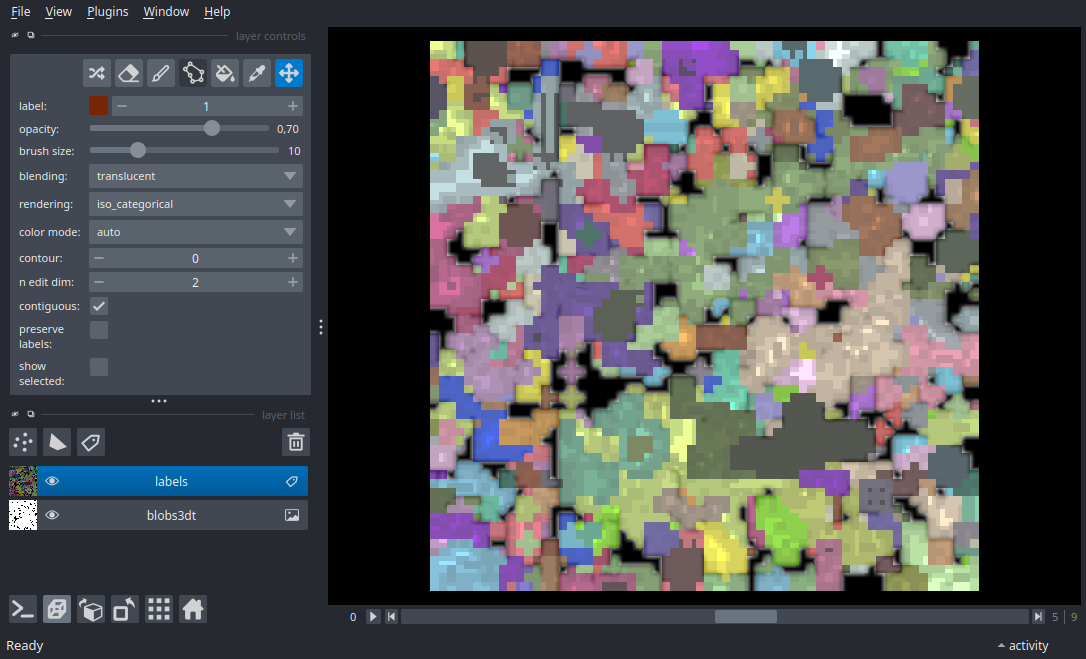 File View Plugins Window Help
layer controls
label: 1
opacity: 0,70
brush size: 10
blending: translucent
rendering: iso_categorical
color mode: auto
contour: 0
n edit dim: 2
contiguous:
preserve
labels:
show
selected:
layer list
labels
blobs3dt
0 5 | 9
Ready activity